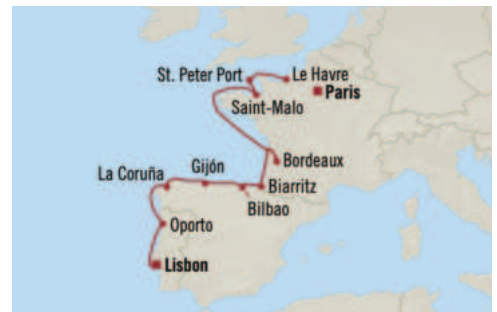 St. Peter Port
Le Havre
Paris
Saint-Malo
Bordeaux
La Coruña
Gijón
Biarritz
Bilbao
Oporto
Lisbon